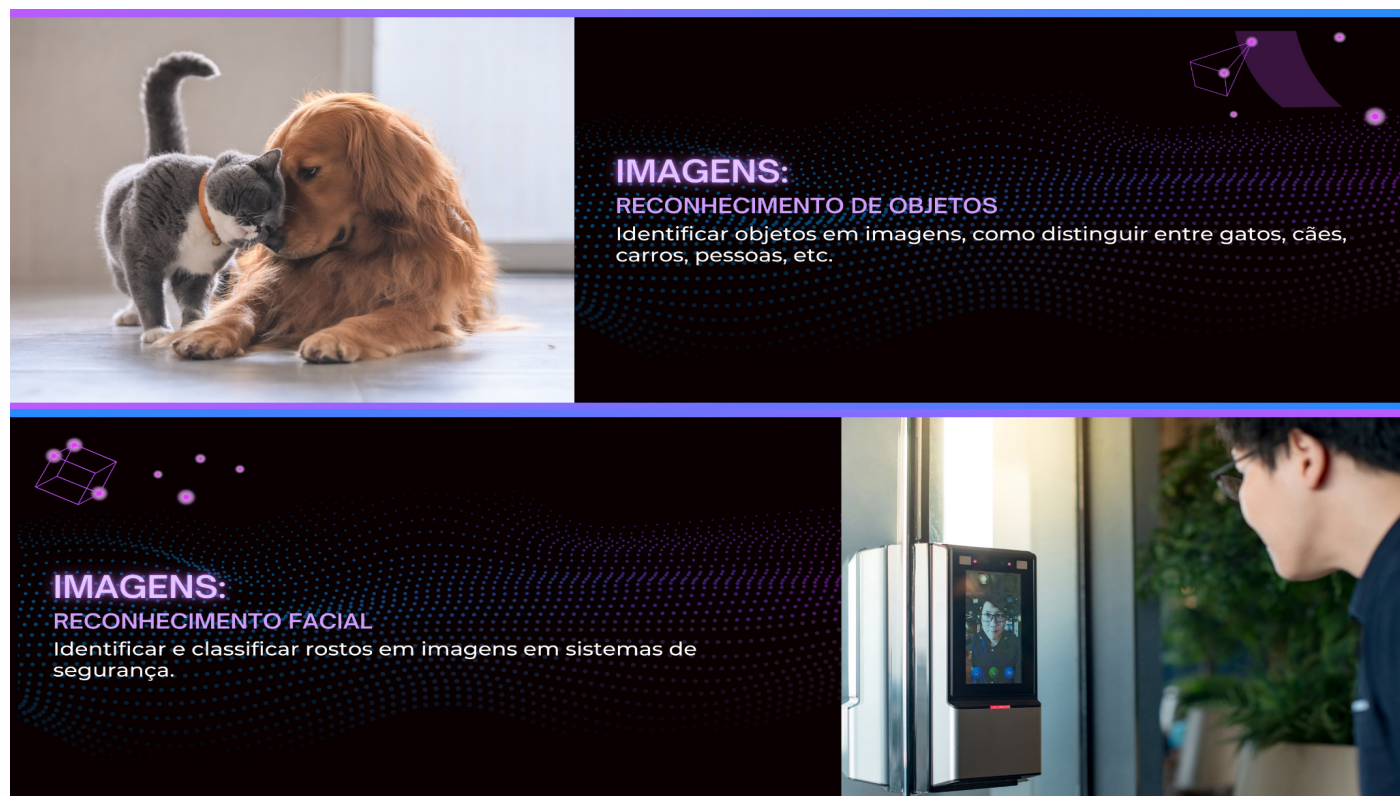 IMAGENS:
RECONHECIMENTO DE OBJETOS
Identificar objetos em imagens, como distinguir entre gatos, cães,
carros, pessoas, etc.
IMAGENS:
RECONHECIMENTO FACIAL
Identificar e classificar rostos em imagens em sistemas de
segurança.